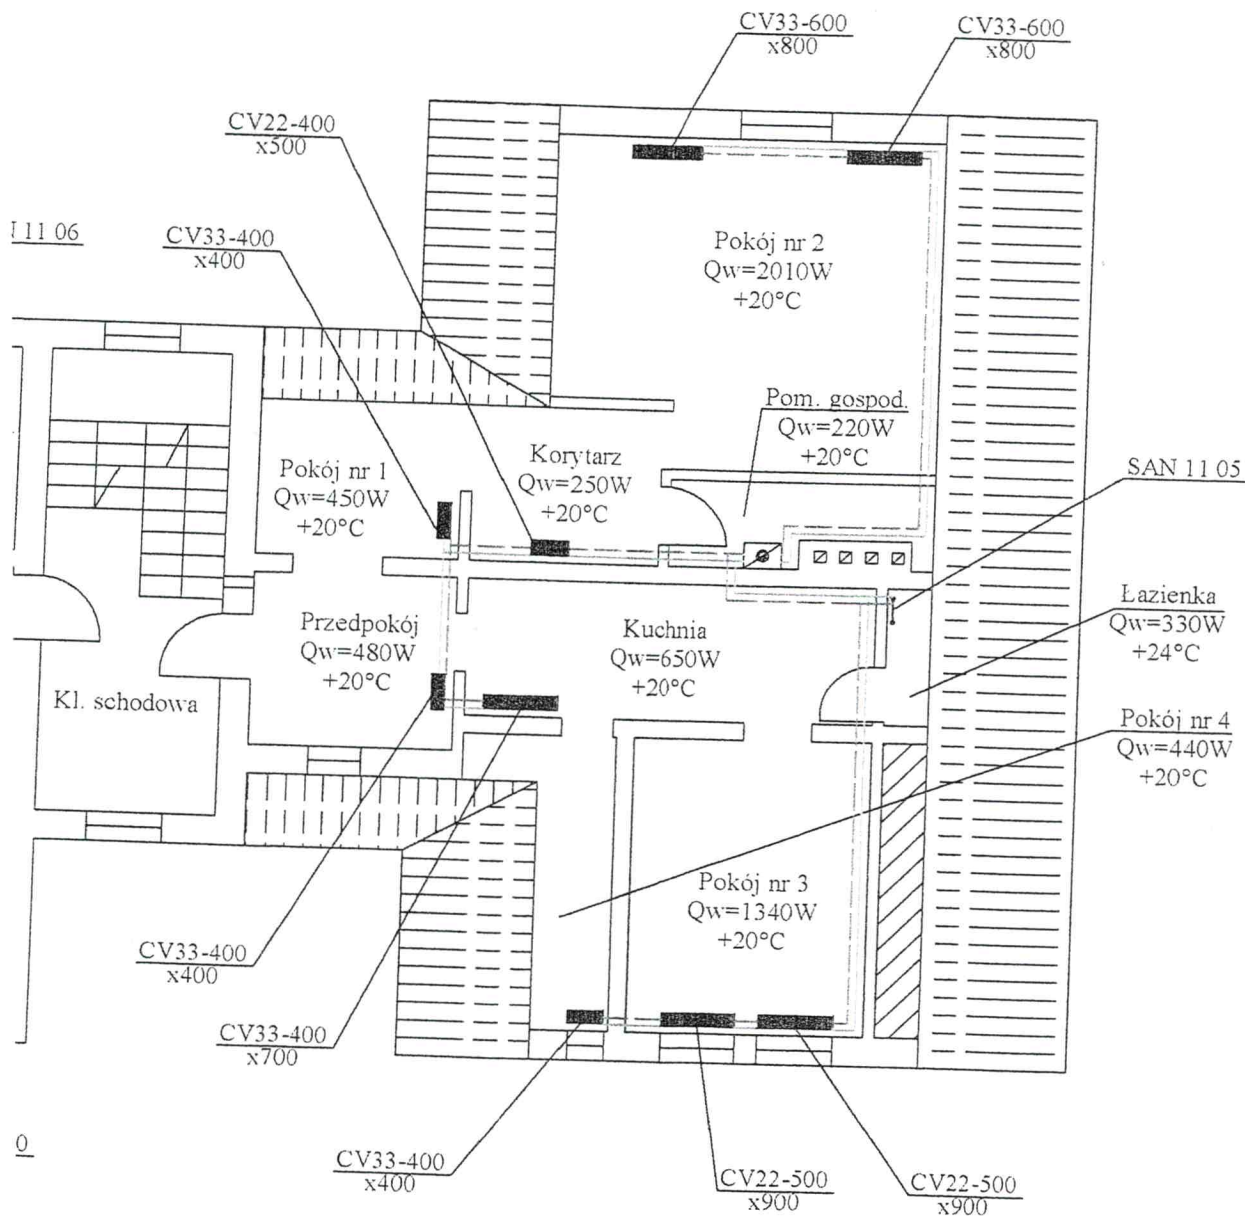 CV33-600
x800
CV33-600
x800
CV22-400
x500
N 11 06
CV33-400
x400
Pokój nr 2
Qw=2010W
+20°C
Pom. gospod.
Qw=220W
+20°C
Korytarz
Qw=250W
+20°C
Pokój nr 1
Qw=450W
+20°C
SAN 11 05
Łazienka
Qw=330W
+24°C
Przedpokój
Qw=480W
+20°C
Kuchnia
Qw=650W
+20°C
Kl. schodowa
Pokój nr 4
Qw=440W
+20°C
Pokój nr 3
Qw=1340W
+20°C
CV33-400
x400
CV33-400
x700
0
CV33-400
x400
CV22-500
x900
CV22-500
x900